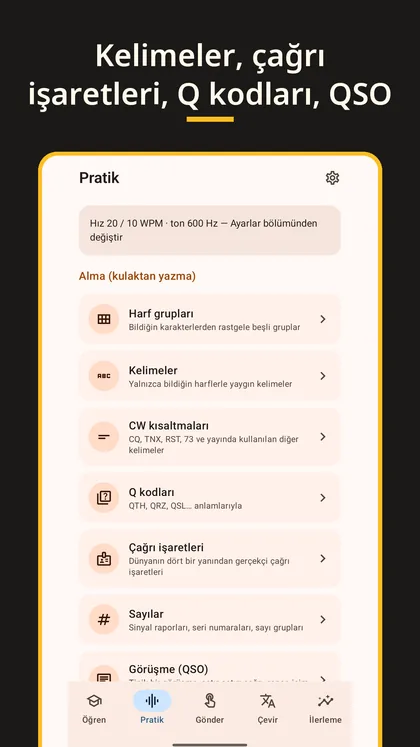 Kelimeler, çağrı
işaretleri, Q kodları, QSO
Pratik
Hız 20 / 10 WPM · ton 600 Hz — Ayarlar bölümünden
değiştir
Alma (kulaktan yazma)
Harf grupları
Bildiğin karakterlerden rastgele beşli gruplar
ABC
Kelimeler
Yalnızca bildiğin harflerle yaygın kelimeler
CW kısaltmaları
CQ, TNX, RST, 73 ve yayında kullanılan diğer
kelimeler
Q kodları
QTH, QRZ, QSL… anlamlarıyla
Çağrı işaretleri
Dünyanın dört bir yanından gerçekçi çağrı
işaretleri
Sayılar
Sinyal raporları, seri numaraları, sayı grupları
Görüşme (QSO)
Öğren
Pratik
Gönder
Çevir
İlerleme